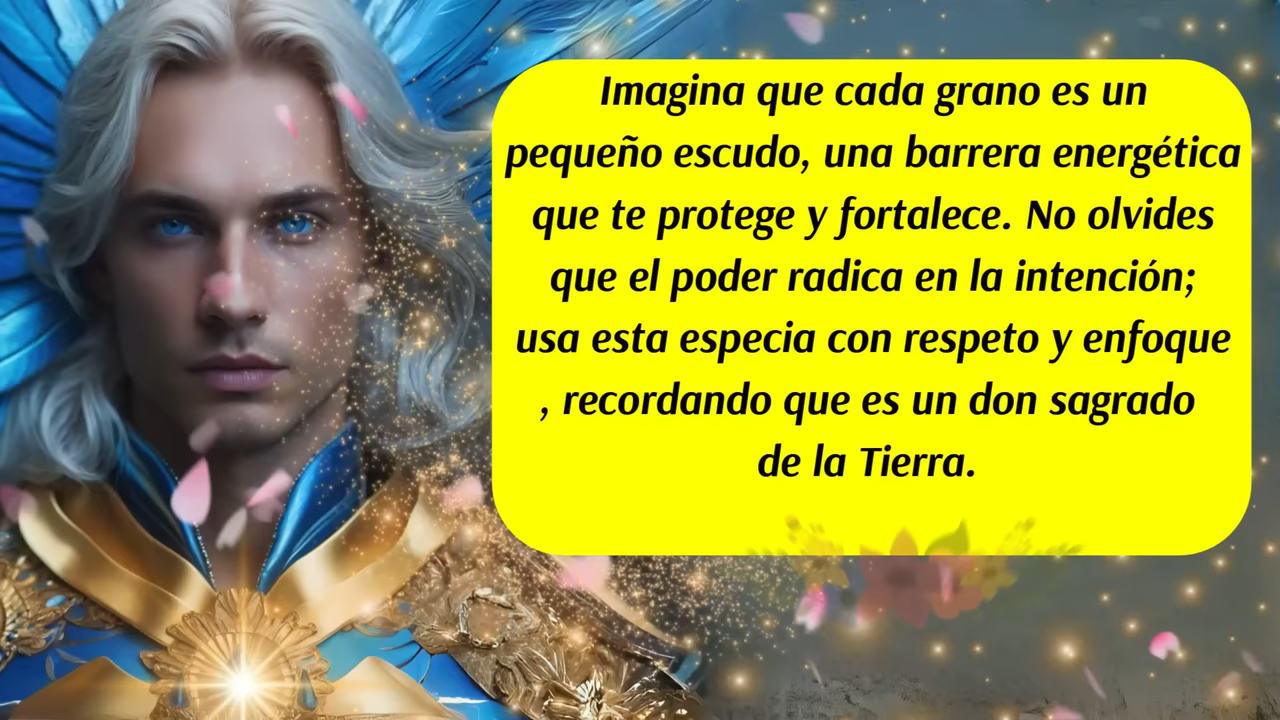 Imagina que cada grano es un
pequeño escudo, una barrera energética
que te protege y fortalece. No olvides
que el poder radica en la intención;
usa esta especia con respeto y enfoque
, recordando que es un don sagrado
de la Tierra.